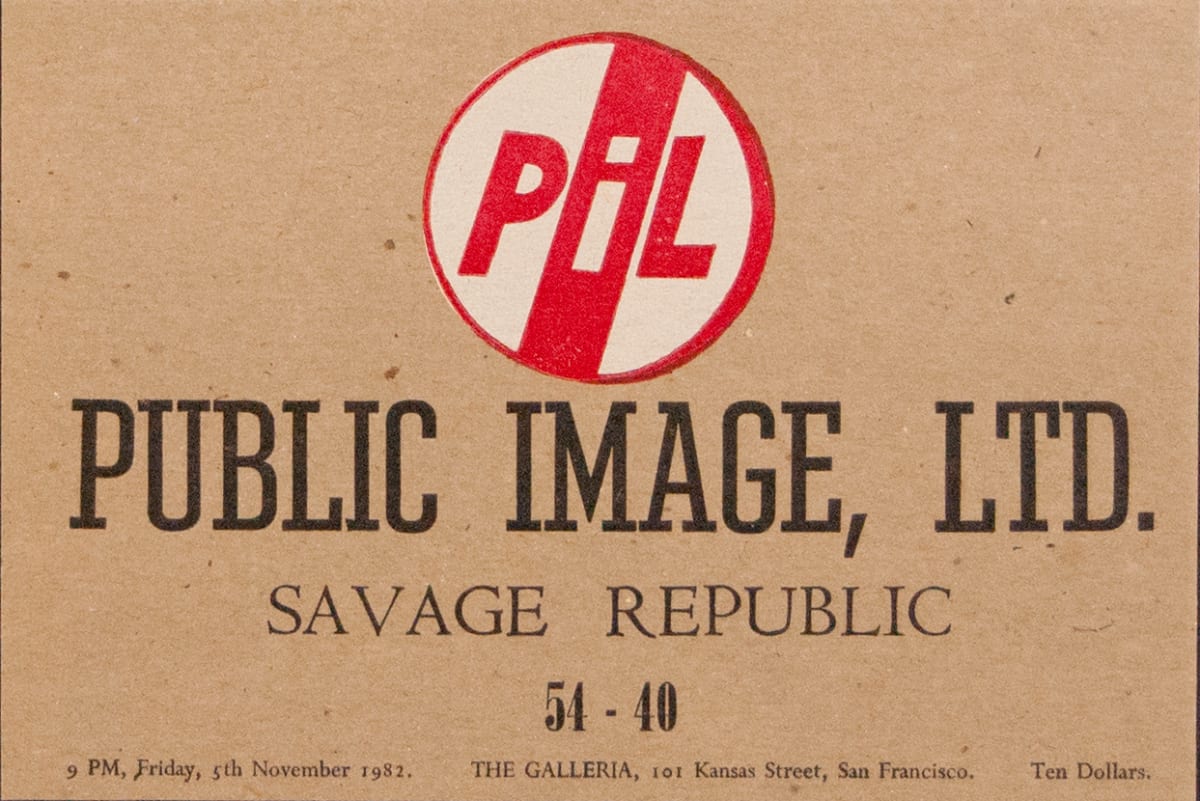 PiL
PUBLIC IMAGE, LTD.
SAVAGE REPUBLIC
54 - 40
9 PM, Friday, 5th November 1982. THE GALLERIA, 101 Kansas Street, San Francisco. Ten Dollars.